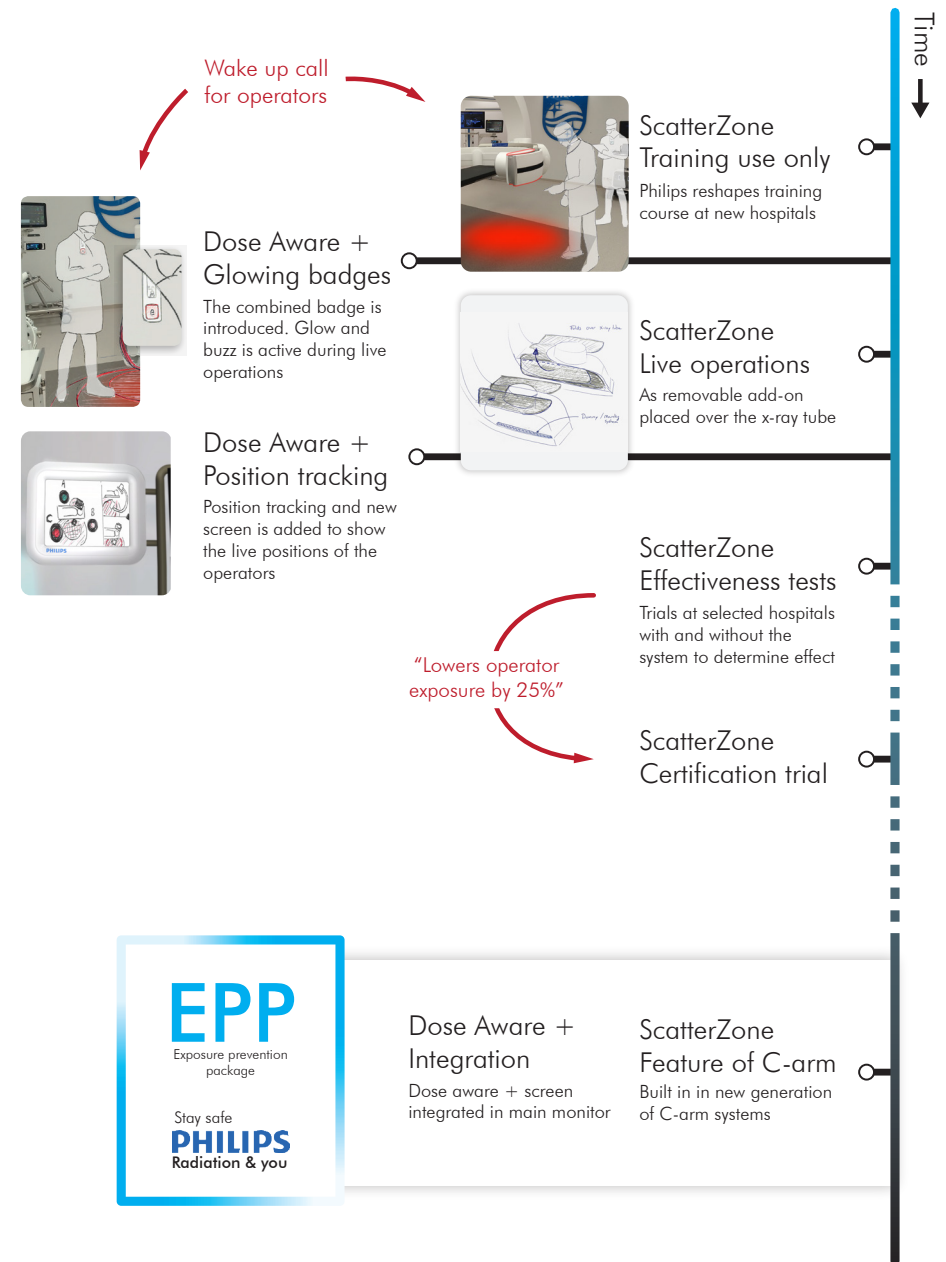 Time
Wake up call
for operators
ScatterZone
Training use only
Philips reshapes training
course at new hospitals
Dose Aware +
Glowing badges
The combined badge is
introduced. Glow and
buzz is active during live
operations
ScatterZone
Live operations
As removable add-on
placed over the x-ray tube
Dose Aware +
Position tracking
Position tracking and new
screen is added to show
the live positions of the
operators
A
B
C
PHILIPS
ScatterZone
Effectiveness tests
Trials at selected hospitals
with and without the
system to determine effect
“Lowers operator
exposure by 25%”
ScatterZone
Certification trial
EPP
Exposure prevention
package
Stay safe
PHILIPS
Radiation & you
Dose Aware +
Integration
Dose aware + screen
integrated in main monitor
ScatterZone
Feature of C-arm
Built in in new generation
of C-arm systems